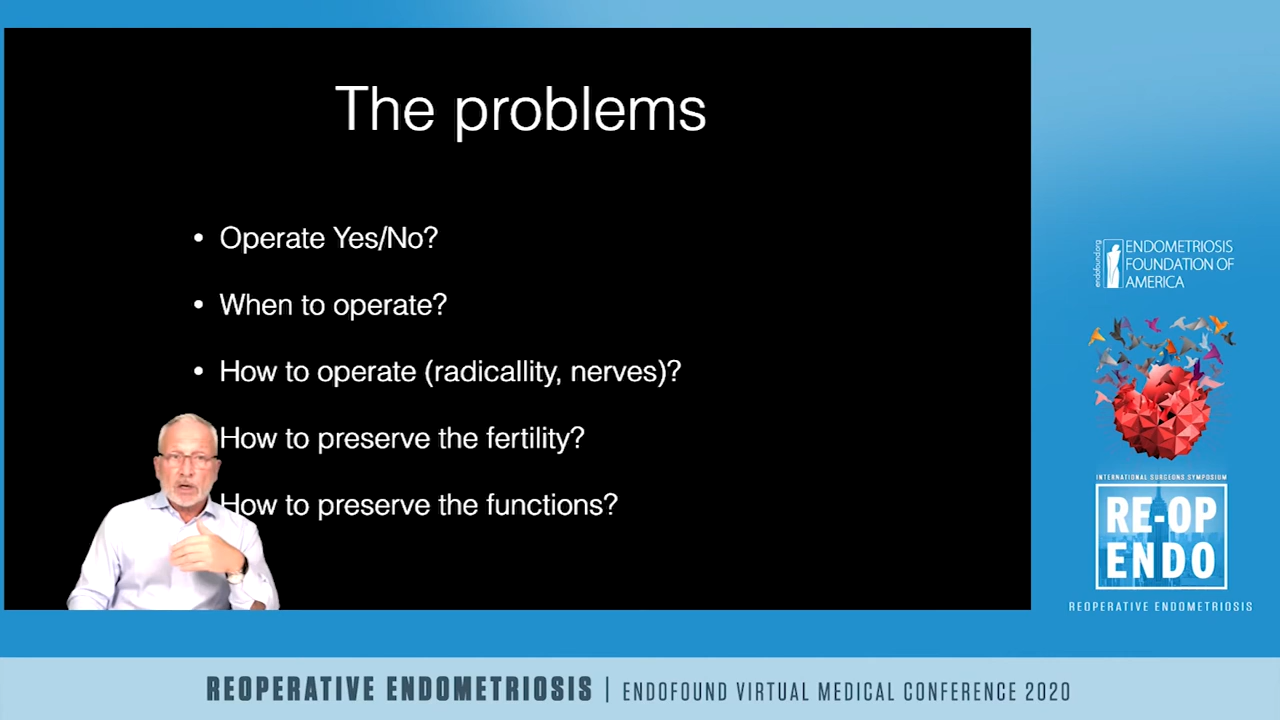 The problems
• Operate Yes/No?
• When to operate?
• How to operate (radicallity, nerves)?
How to preserve the fertility?
How to preserve the functions?
endofound.org
ENDOMETRIOSIS
FOUNDATION OF
AMERICA
INTERNATIONAL SURGEONS SYMPOSIUM
RE-OP
ENDO
REOPERATIVE ENDOMETRIOSIS
REOPERATIVE ENDOMETRIOSIS | ENDOFOUND VIRTUAL MEDICAL CONFERENCE 2020